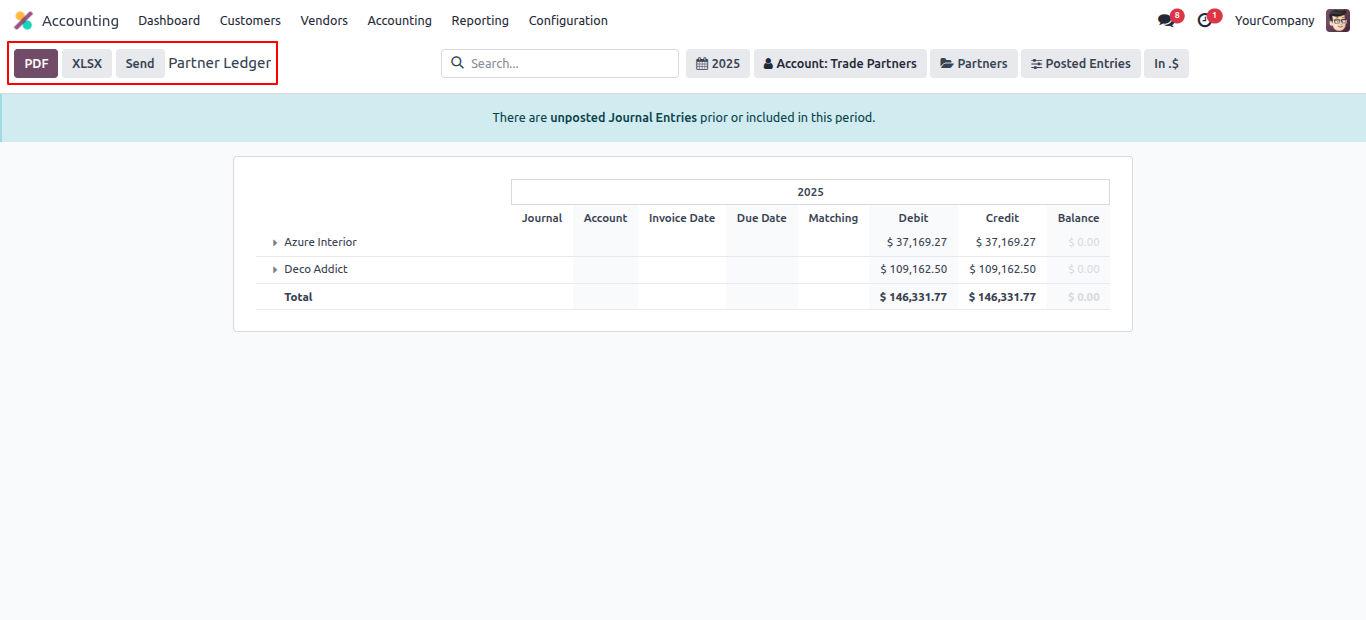 Accounting Dashboard Customers Vendors Accounting Reporting Configuration 8 1 YourCompany
PDF XLSX Send Partner Ledger Search... 2025 Account: Trade Partners Partners Posted Entries In .$
There are unposted Journal Entries prior or included in this period.
2025
Journal Account Invoice Date Due Date Matching Debit Credit Balance
Azure Interior $ 37,169.27 $ 37,169.27 $ 0.00
Deco Addict $ 109,162.50 $ 109,162.50 $ 0.00
Total $ 146,331.77 $ 146,331.77 $ 0.00